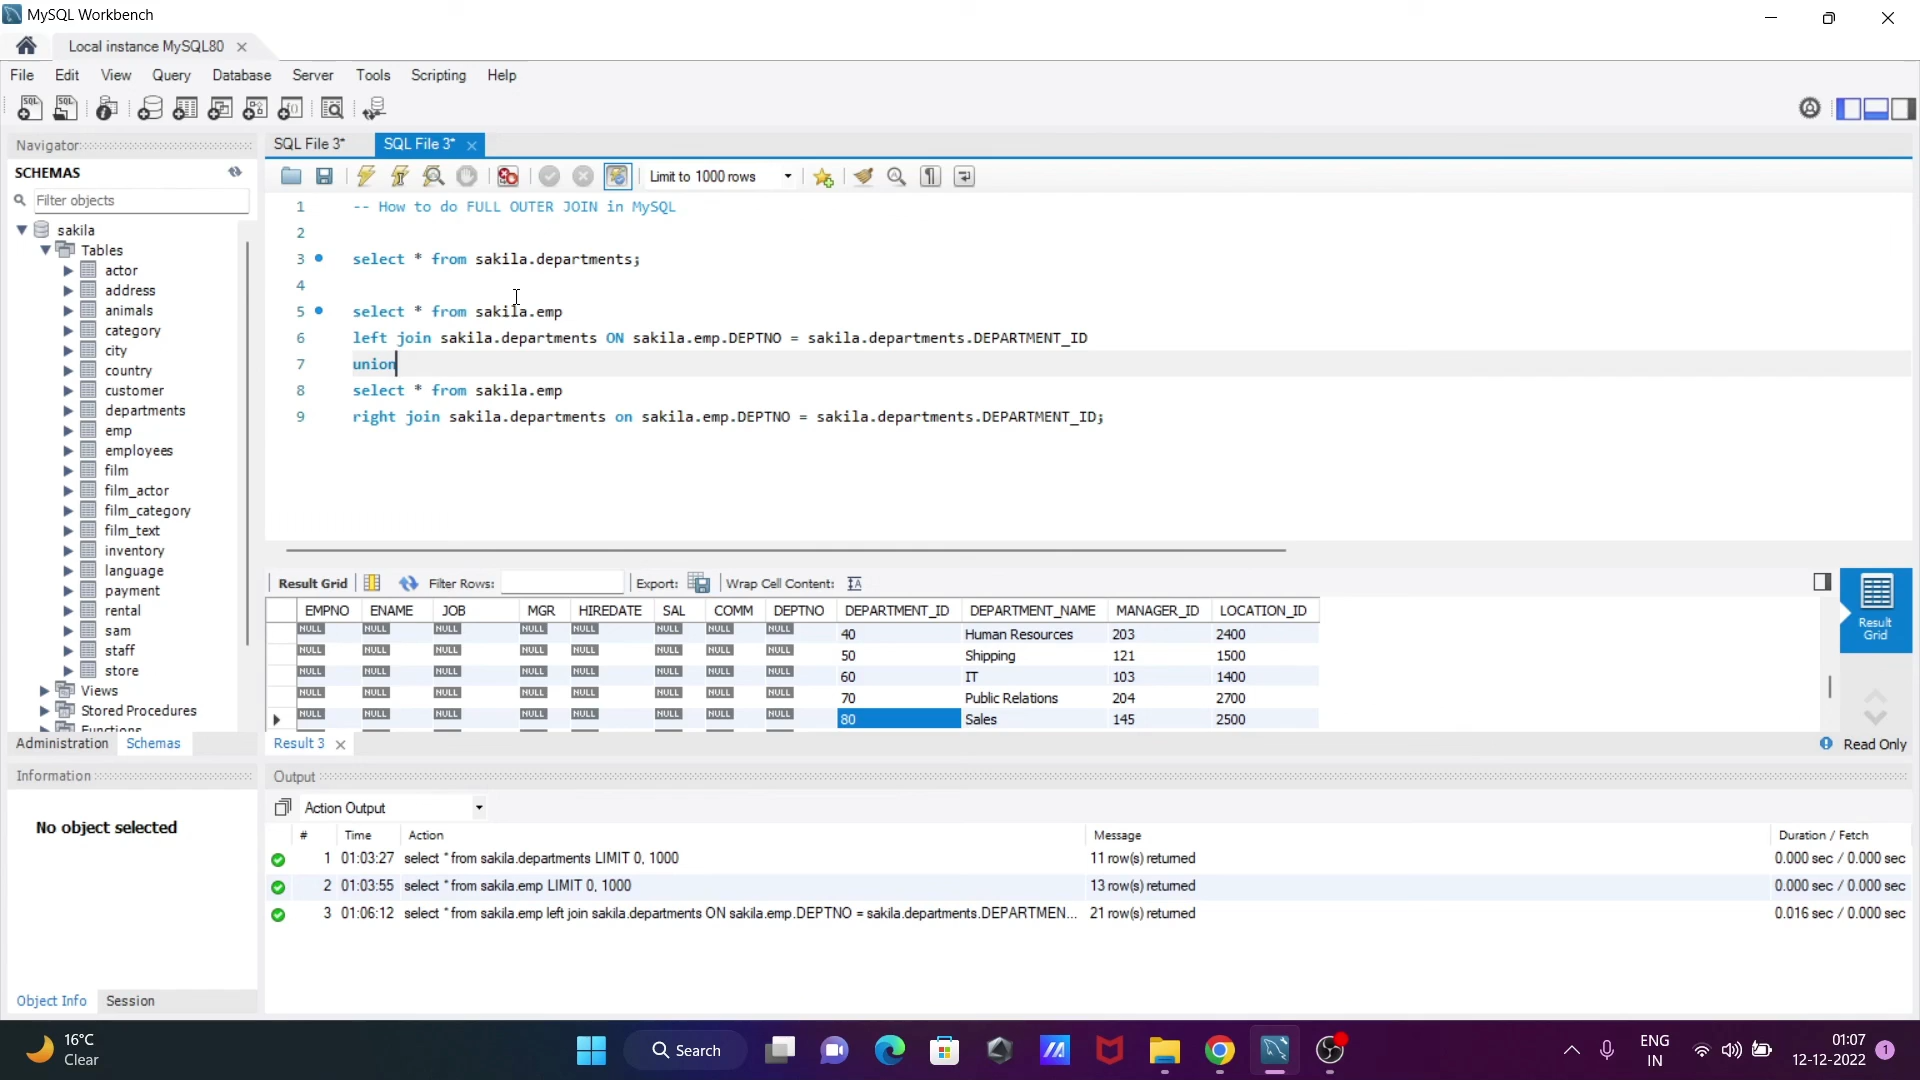 MySQL Workbench
Local instance MySQL80
File Edit View Query Database Server Tools Scripting Help
Navigator
SCHEMAS
Filter objects
sakila
Tables
actor
address
animals
category
city
country
customer
departments
emp
employees
film
film_actor
film_category
film_text
inventory
language
payment
rental
sam
staff
store
Views
Stored Procedures
Functions
Administration Schemas
Information
No object selected
Object Info Session
SQL File 3* SQL File 3*
Limit to 1000 rows
1 -- How to do FULL OUTER JOIN in MySQL
2
3 select * from sakila.departments;
4
5 select * from sakila.emp
6 left join sakila.departments ON sakila.emp.DEPTNO = sakila.departments.DEPARTMENT_ID
7 union
8 select * from sakila.emp
9 right join sakila.departments on sakila.emp.DEPTNO = sakila.departments.DEPARTMENT_ID;
Result Grid Filter Rows: Export: Wrap Cell Content:
EMPNO ENAME JOB MGR HIREDATE SAL COMM DEPTNO DEPARTMENT_ID DEPARTMENT_NAME MANAGER_ID LOCATION_ID
NULL NULL NULL NULL NULL NULL NULL NULL 40 Human Resources 203 2400
NULL NULL NULL NULL NULL NULL NULL NULL 50 Shipping 121 1500
NULL NULL NULL NULL NULL NULL NULL NULL 60 IT 103 1400
NULL NULL NULL NULL NULL NULL NULL NULL 70 Public Relations 204 2700
NULL NULL NULL NULL NULL NULL NULL NULL 80 Sales 145 2500
Result Grid
Result 3
Read Only
Output
Action Output
# Time Action Message Duration / Fetch
1 01:03:27 select * from sakila.departments LIMIT 0, 1000 11 row(s) returned 0.000 sec / 0.000 sec
2 01:03:55 select * from sakila.emp LIMIT 0, 1000 13 row(s) returned 0.000 sec / 0.000 sec
3 01:06:12 select * from sakila.emp left join sakila.departments ON sakila.emp.DEPTNO = sakila.departments.DEPARTMEN... 21 row(s) returned 0.016 sec / 0.000 sec
16°C
Clear
Search
ENG
IN
01:07
12-12-2022
1